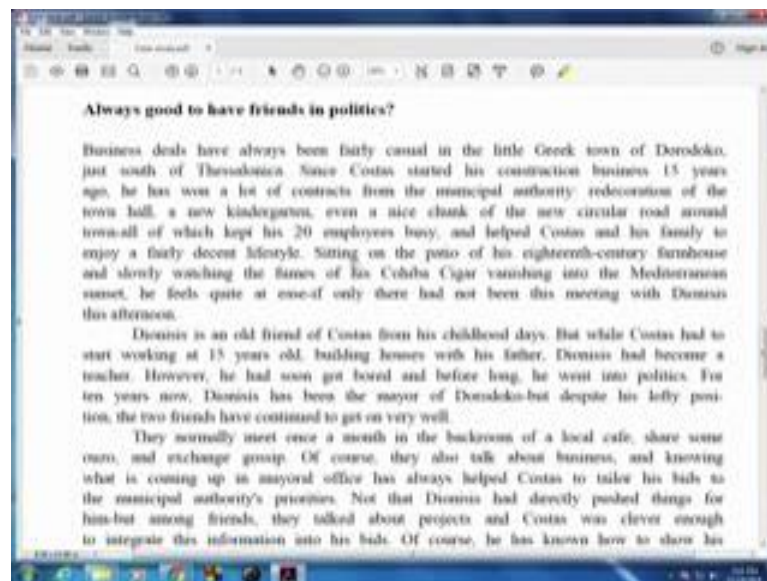 Always good to have friends in politics?
Business deals have always been fairly casual in the little Greek town of Dorodoko,
just south of Thessalonica. Since Costas started his construction business 15 years
ago, he has won a lot of contracts from the municipal authority: redecoration of the
town hall, a new kindergarten, even a nice chunk of the new circular road around
town-all of which kept his 20 employees busy, and helped Costas and his family to
enjoy a fairly decent lifestyle. Sitting on the patio of his eighteenth-century farmhouse
and slowly watching the fumes of his Cohiba Cigar vanishing into the Mediterranean
sunset, he feels quite at ease-if only there had not been this meeting with Dionisis
this afternoon.
Dionisis is an old friend of Costas from his childhood days. But while Costas had to
start working at 15 years old, building houses with his father, Dionisis had become a
teacher. However, he had soon got bored and before long, he went into politics. For
ten years now, Dionisis has been the mayor of Dorodoko-but despite his lofty posi-
tion, the two friends have continued to get on very well.
They normally meet once a month in the backroom of a local cafe, share some
ouzo, and exchange gossip. Of course, they also talk about business, and knowing
what is coming up in mayoral office has always helped Costas to tailor his bids to
the municipal authority's priorities. Not that Dionisis had directly pushed things for
him-but among friends, they talked about projects and Costas was clever enough
to integrate this information into his bids. Of course, he has known how to show his